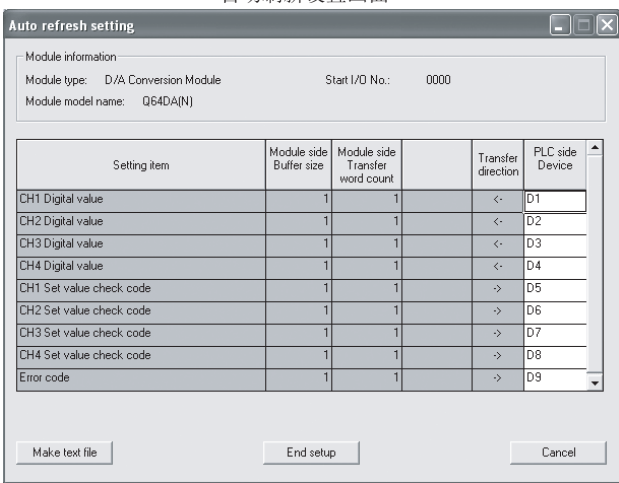 Auto refresh setting
Module information
Module type: D/A Conversion Module Start I/O No.: 0000
Module model name: Q64DA(N)
Setting item Module side Buffer size Module side Transfer word count Transfer direction PLC side Device
CH1 Digital value 1 1 <- D1
CH2 Digital value 1 1 <- D2
CH3 Digital value 1 1 <- D3
CH4 Digital value 1 1 <- D4
CH1 Set value check code 1 1 -> D5
CH2 Set value check code 1 1 -> D6
CH3 Set value check code 1 1 -> D7
CH4 Set value check code 1 1 -> D8
Error code 1 1 -> D9
Make text file End setup Cancel